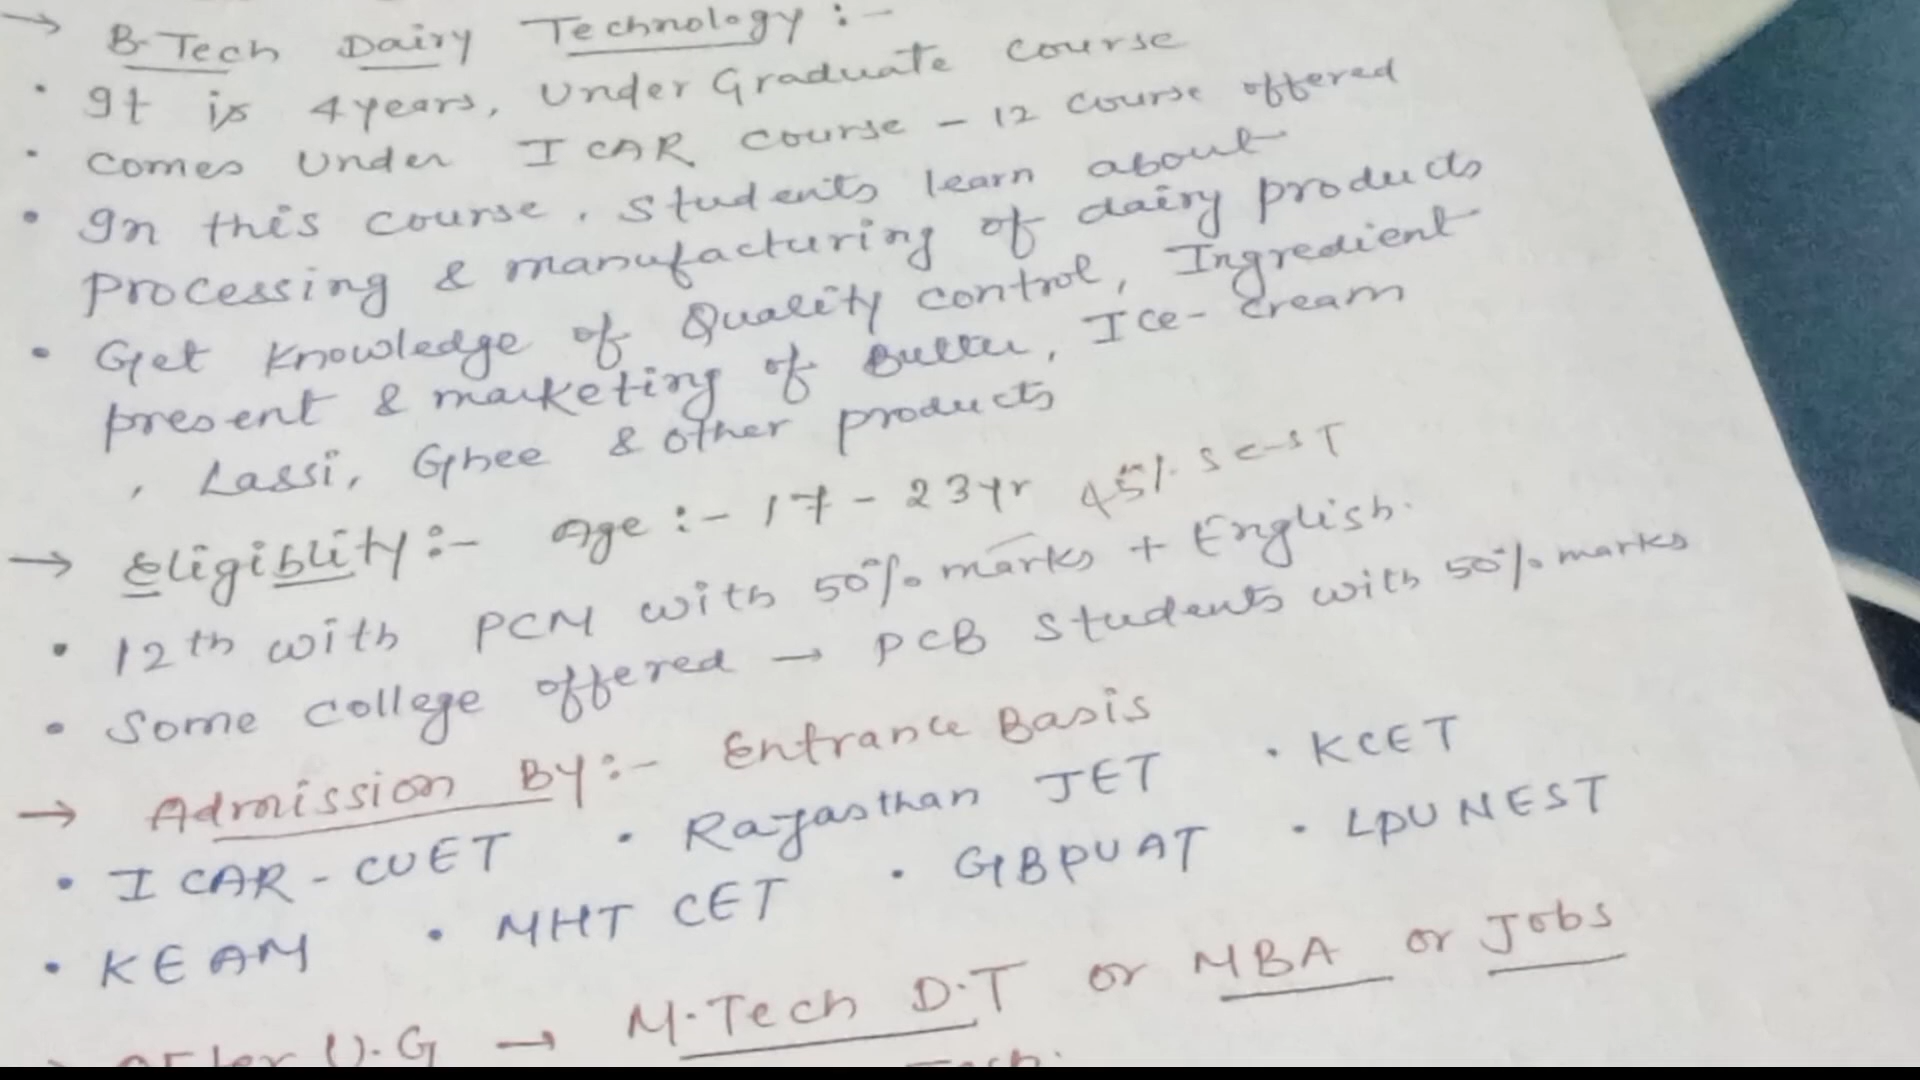 → B-Tech Dairy Technology :-
• It is 4 years, Under Graduate course
• comes Under ICAR course - 12 course offered
• In this course, students learn about
processing & manufacturing of dairy products
• Get knowledge of Quality control, Ingredient
present & marketing of Butter, Ice-cream
, Lassi, Ghee & other products
→ Eligiblity :- Age :- 17 - 23 yr 45% SC-ST
• 12th with PCM with 50% marks + English.
• Some college offered → PCB students with 50% marks
→ Admission By :- Entrance Basis
• ICAR-CUET • Rajasthan JET • KCET
• KEAM • MHT CET • GBPUAT • LPUNEST
After U.G → M.Tech D.T or MBA or Jobs